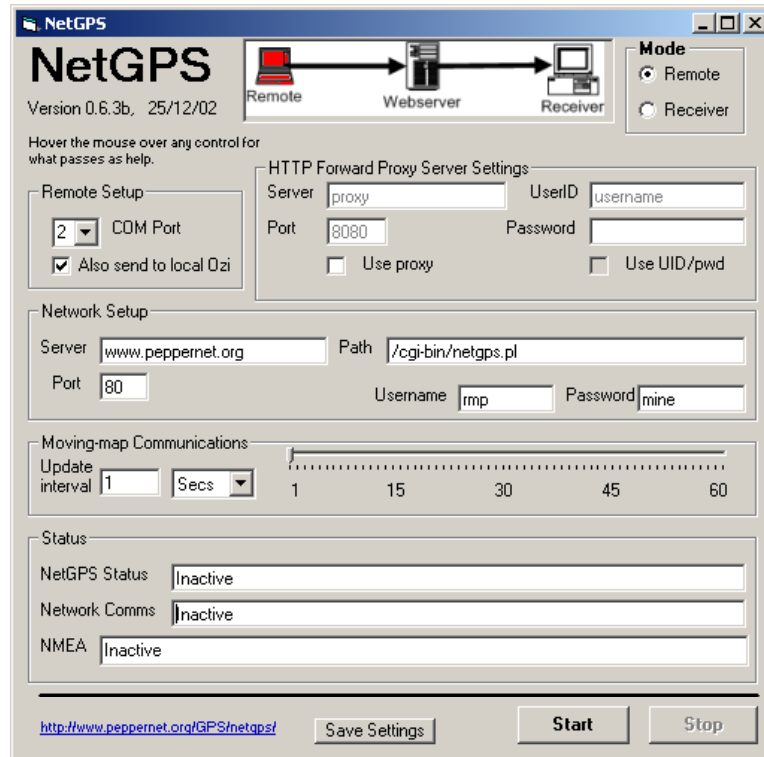 NetGPS
NetGPS
Version 0.6.3b, 25/12/02
Remote
Webserver
Receiver
Mode
Remote
Receiver
Hover the mouse over any control for
what passes as help.
Remote Setup
2 COM Port
Also send to local Ozi
HTTP Forward Proxy Server Settings
Server proxy UserID username
Port 8080 Password
Use proxy Use UID/pwd
Network Setup
Server www.peppernet.org Path /cgi-bin/netgps.pl
Port 80 Username rmp Password mine
Moving-map Communications
Update
interval 1 Secs
1 15 30 45 60
Status
NetGPS Status Inactive
Network Comms Inactive
NMEA Inactive
http://www.peppernet.org/GPS/netgps/ Save Settings Start Stop